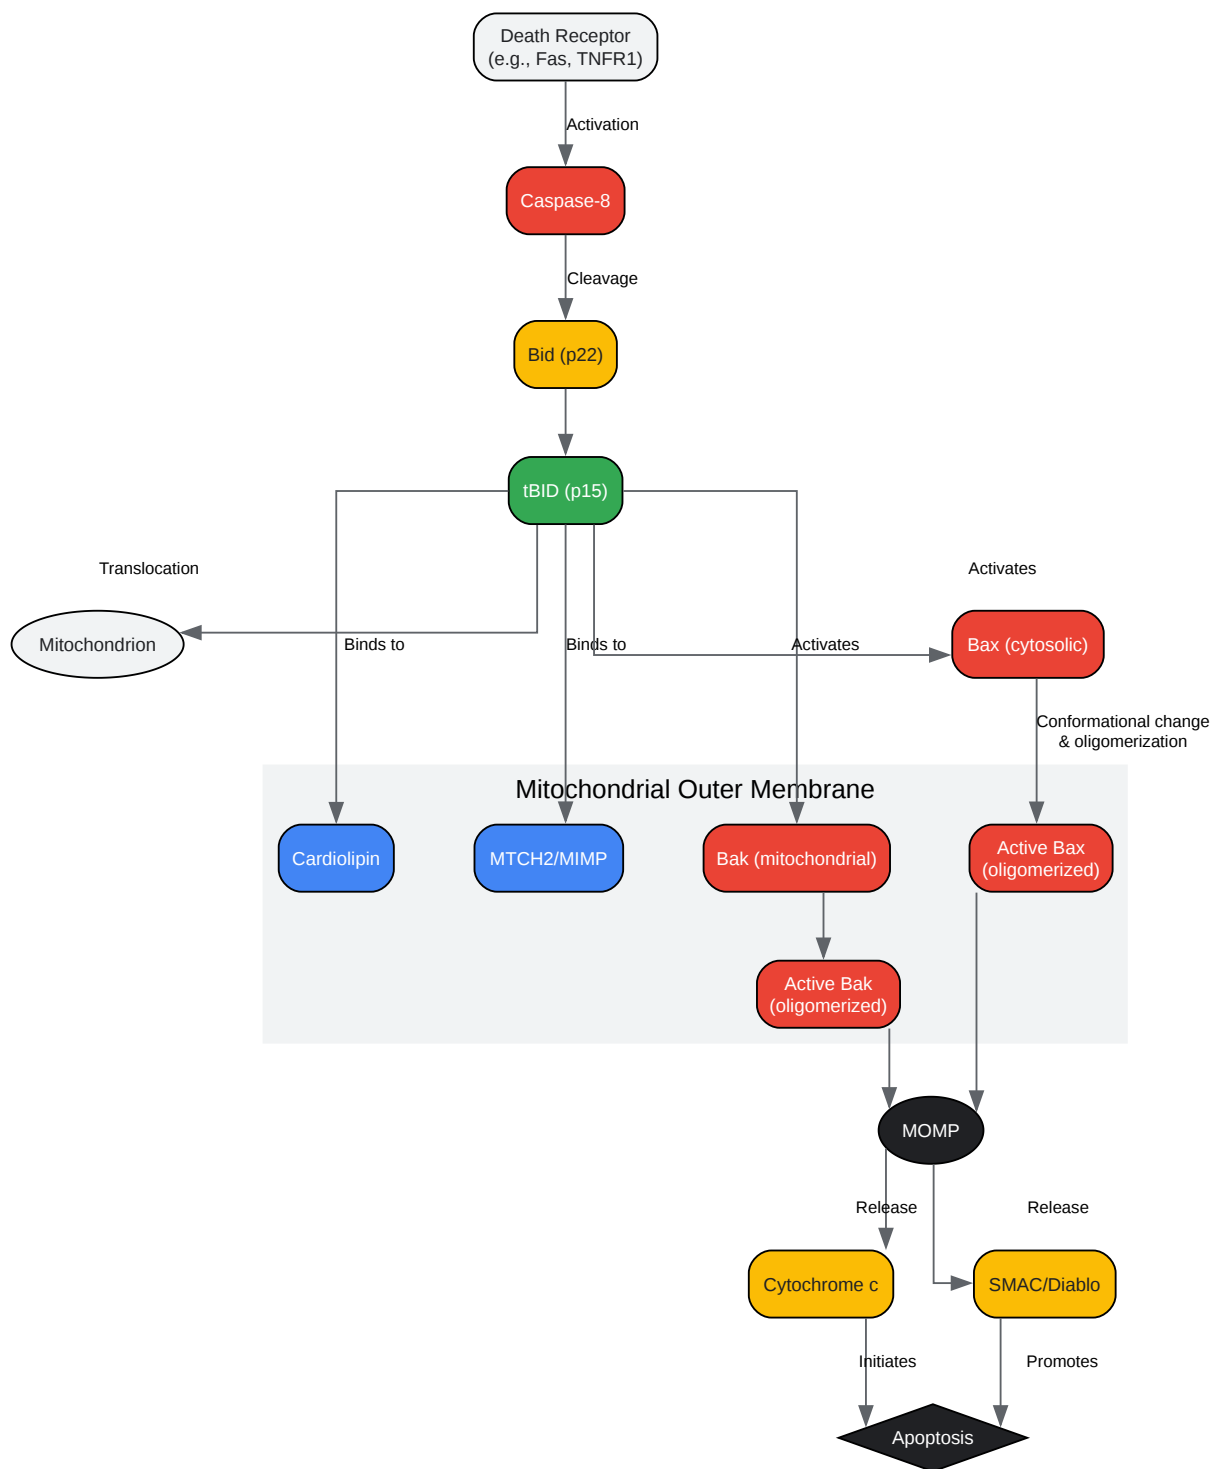 Death Receptor
(e.g., Fas, TNFR1)
Activation
Caspase-8
Cleavage
Bid (p22)
tBID (p15)
Translocation
Activates
Mitochondrion
Binds to
Binds to
Activates
Bax (cytosolic)
Conformational change
& oligomerization
Mitochondrial Outer Membrane
Cardiolipin
MTCH2/MIMP
Bak (mitochondrial)
Active Bax
(oligomerized)
Active Bak
(oligomerized)
MOMP
Release
Release
Cytochrome c
SMAC/Diablo
Initiates
Promotes
Apoptosis